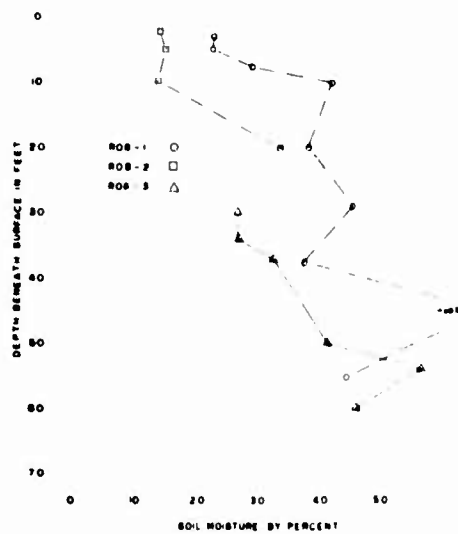 0
10
20
30
40
50
60
70
DEPTH BENEATH SURFACE IN FEET
ROB-1
ROB-2
ROB-3
0 10 20 30 40 50
SOIL MOISTURE BY PERCENT